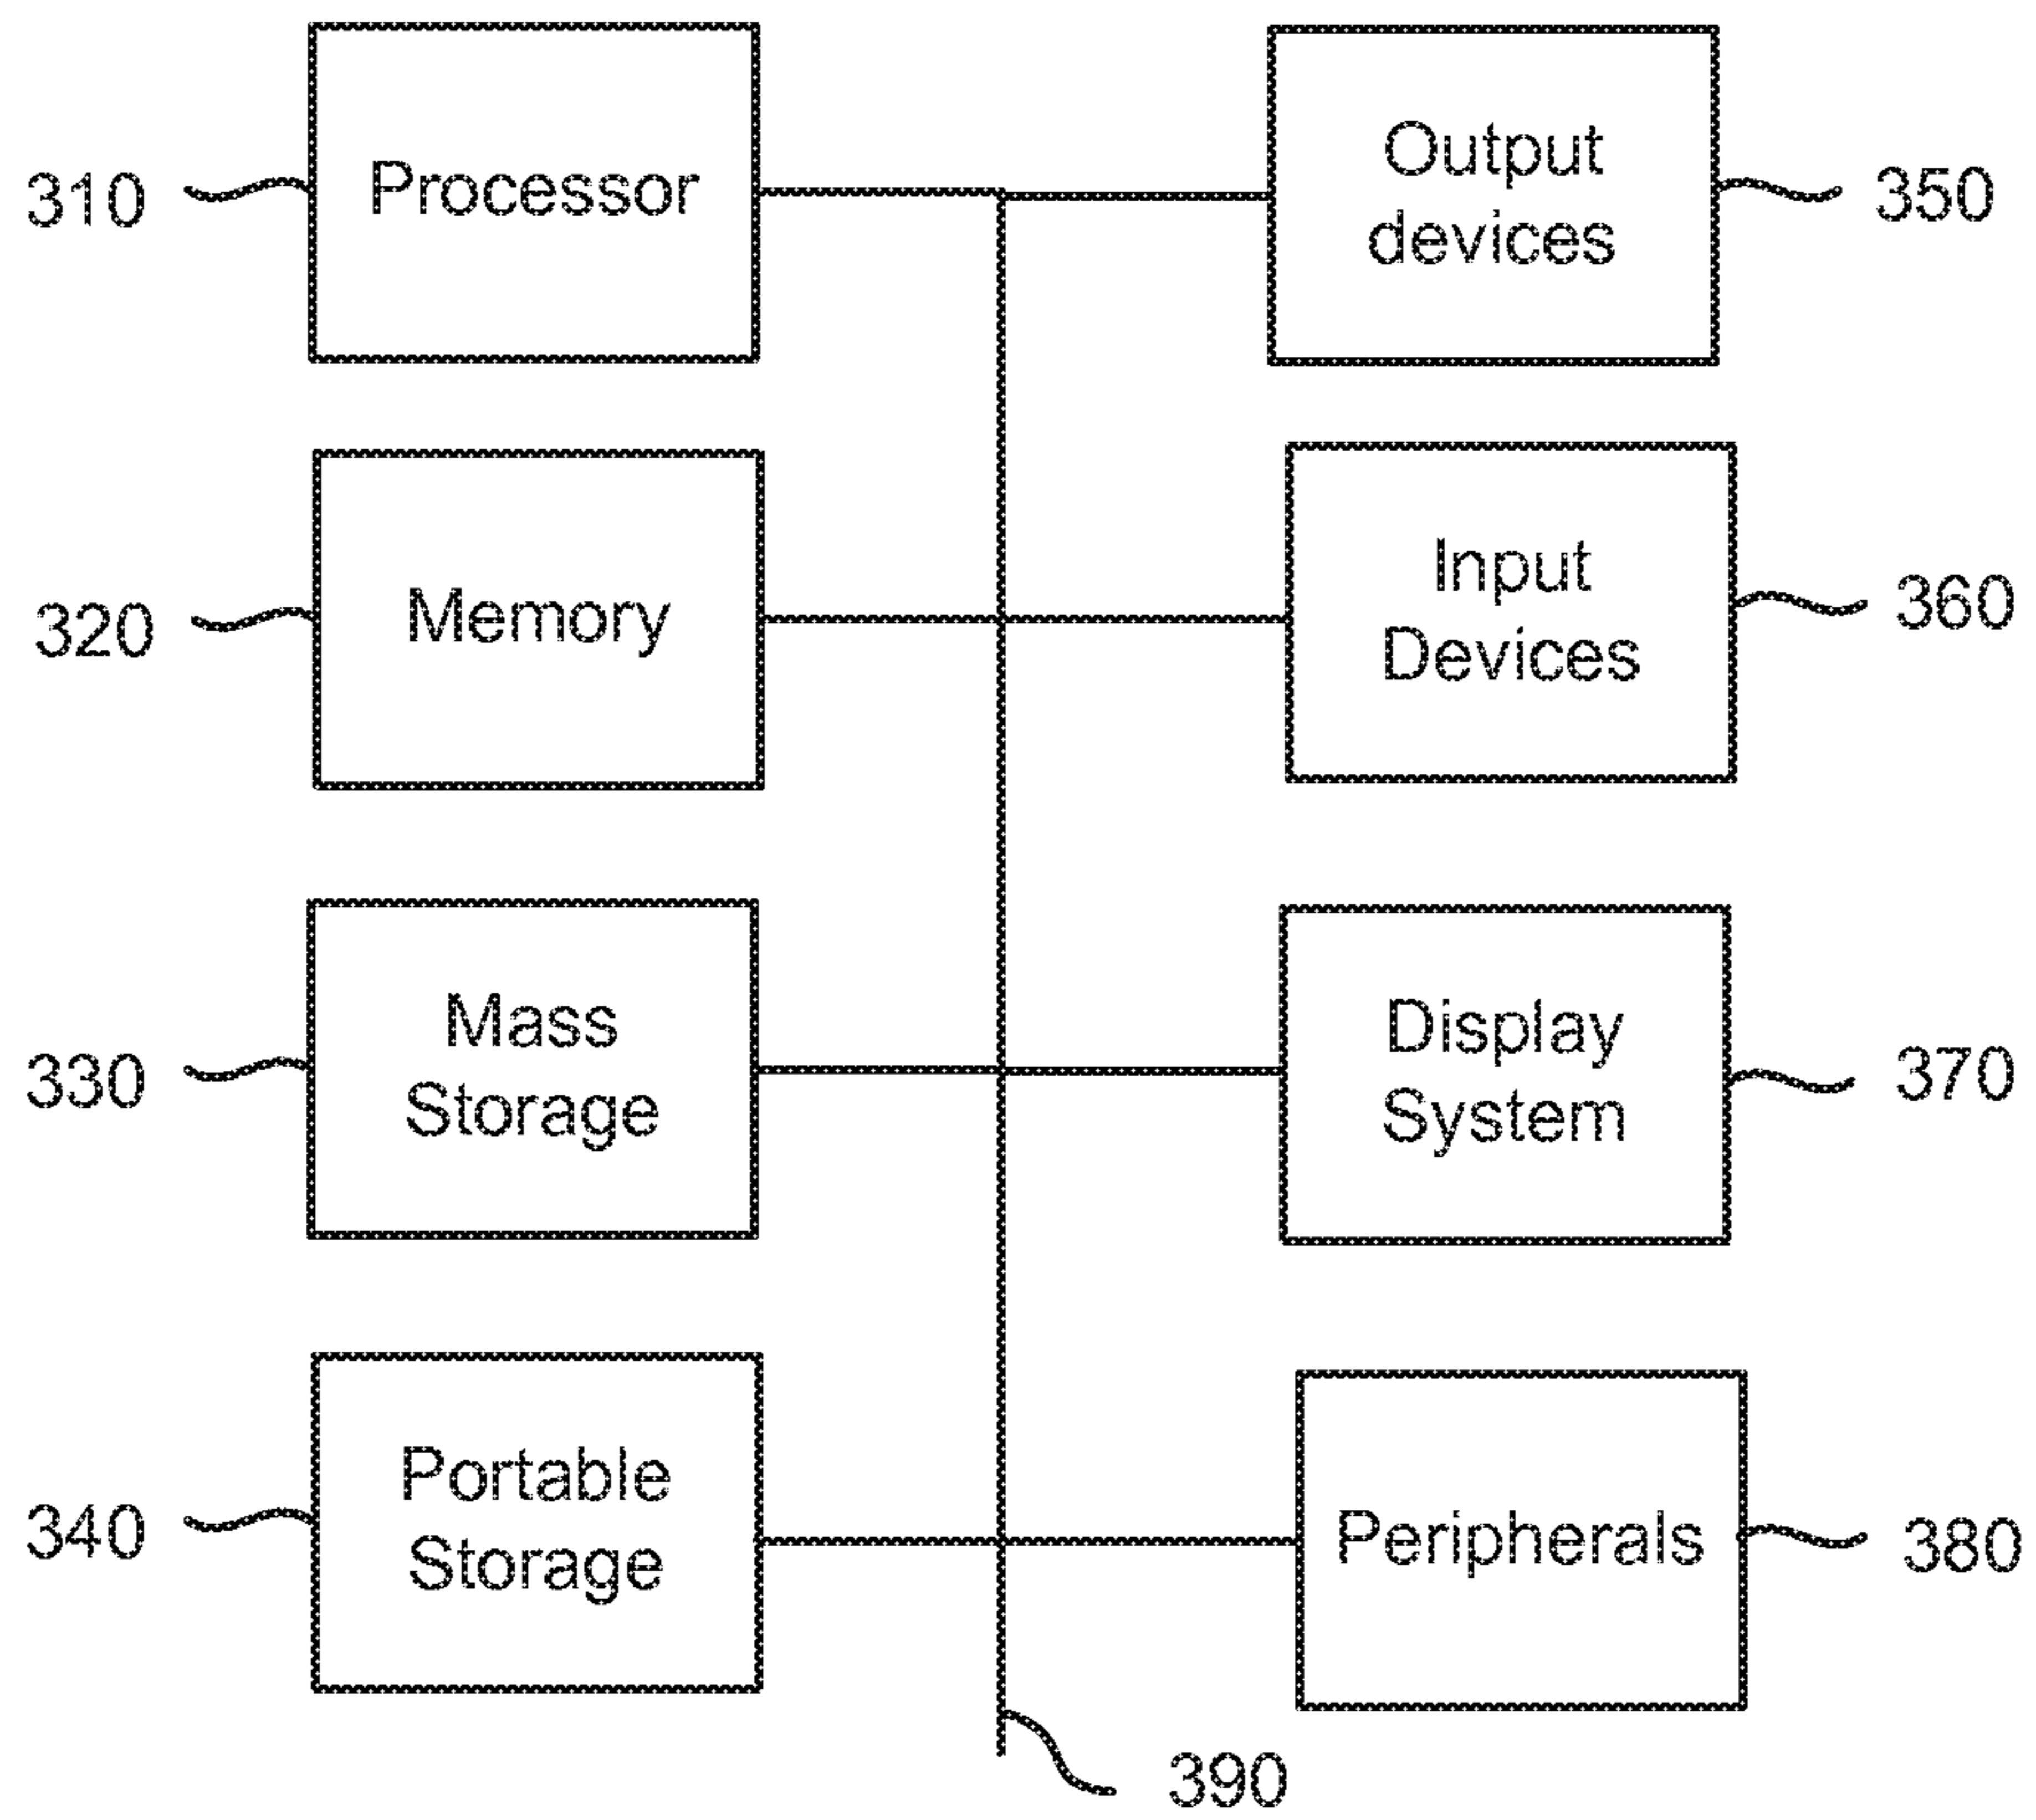 310
Processor
Output
devices
350
320
Memory
Input
Devices
360
330
Mass
Storage
Display
System
370
340
Portable
Storage
Peripherals
380
390